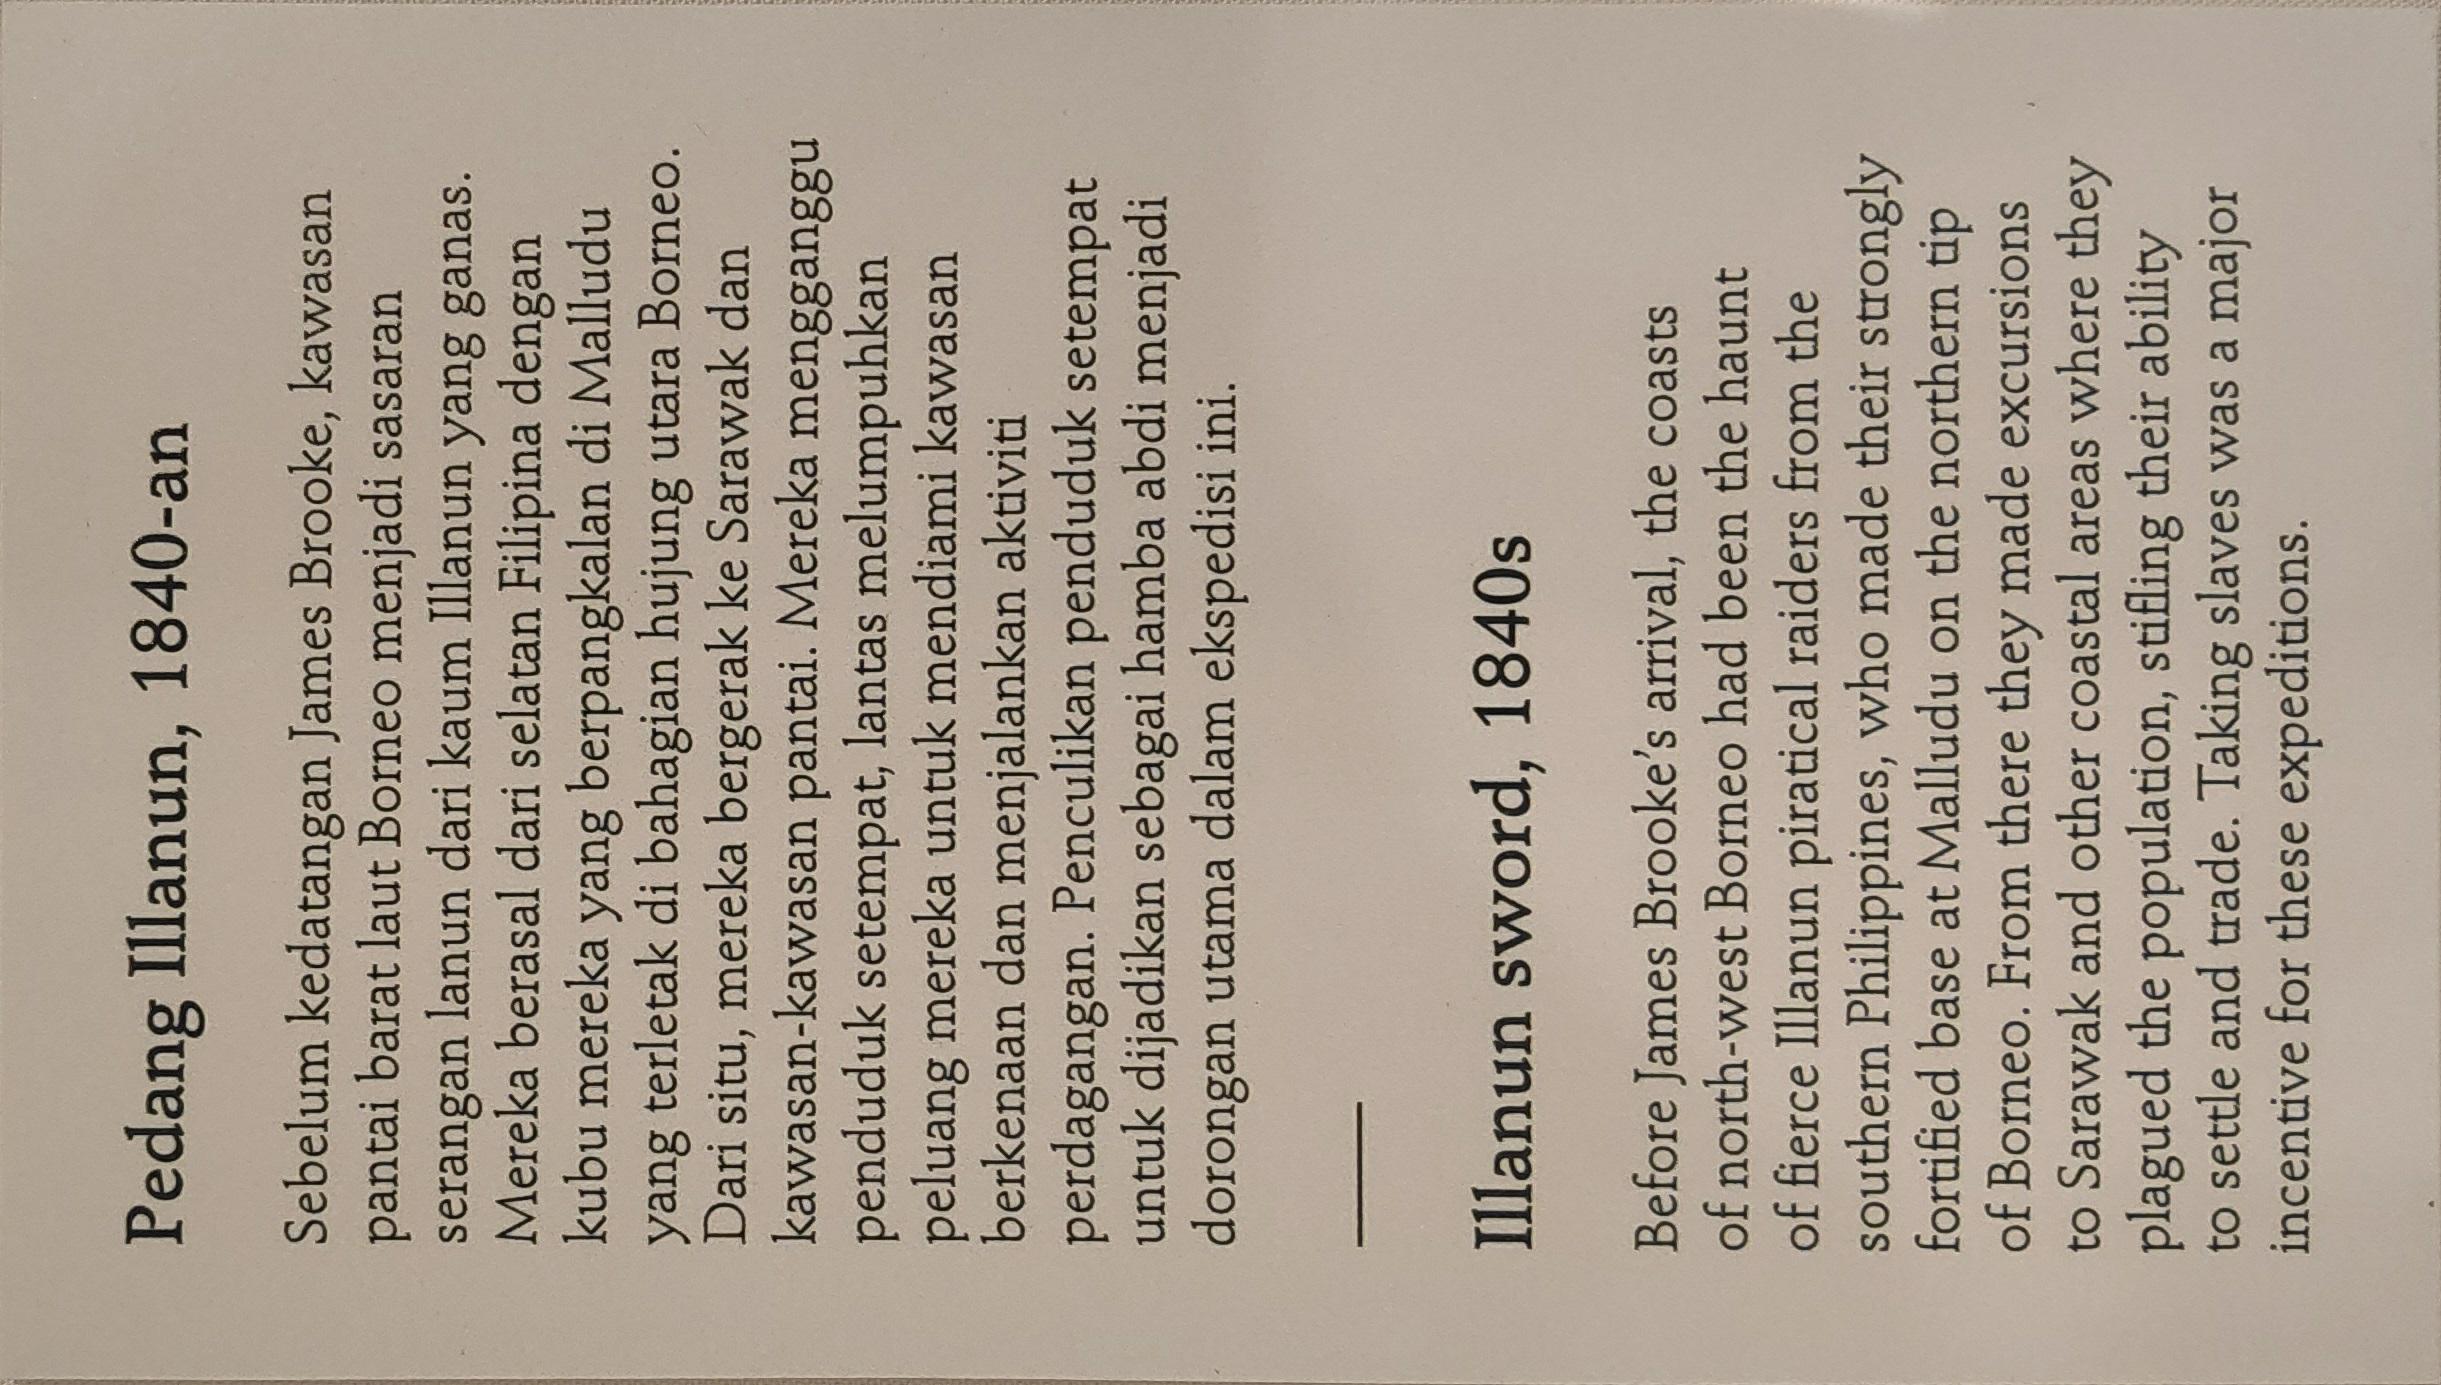 Pedang Illanun, 1840-an
Sebelum kedatangan James Brooke, kawasan
pantai barat laut Borneo menjadi sasaran
serangan lanun dari kaum Illanun yang ganas.
Mereka berasal dari selatan Filipina dengan
kubu mereka yang berpangkalan di Malludu
yang terletak di bahagian hujung utara Borneo.
Dari situ, mereka bergerak ke Sarawak dan
kawasan-kawasan pantai. Mereka mengganggu
penduduk setempat, lantas melumpuhkan
peluang mereka untuk mendiami kawasan
berkenaan dan menjalankan aktiviti
perdagangan. Penculikan penduduk setempat
untuk dijadikan sebagai hamba abdi menjadi
dorongan utama dalam ekspedisi ini.
Illanun sword, 1840s
Before James Brooke's arrival, the coasts
of north-west Borneo had been the haunt
of fierce Illanun piratical raiders from the
southern Philippines, who made their strongly
fortified base at Malludu on the northern tip
of Borneo. From there they made excursions
to Sarawak and other coastal areas where they
plagued the population, stifling their ability
to settle and trade. Taking slaves was a major
incentive for these expeditions.